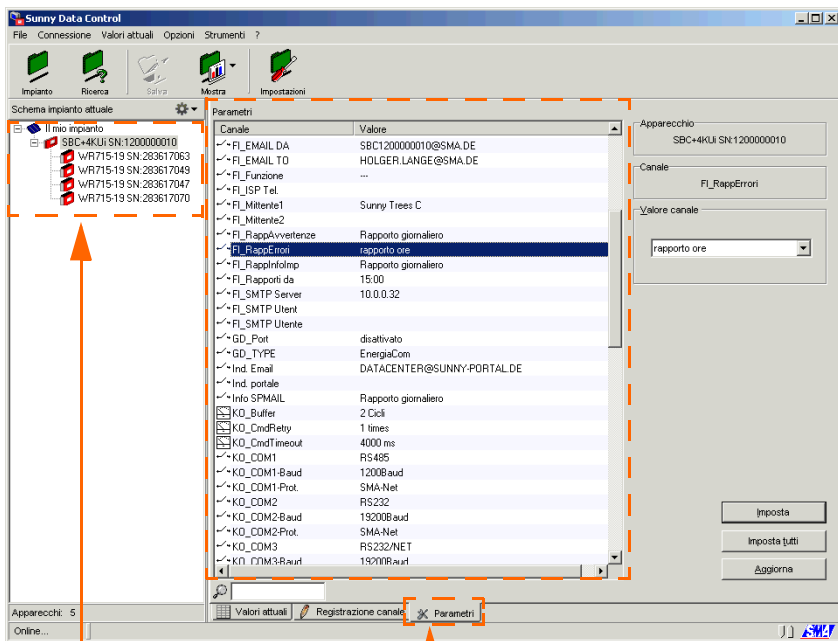 Sunny Data Control
File Connessione Valori attuali Opzioni Strumenti ?
Impianto Ricerca Salva Mostra Impostazioni
Schema impianto attuale
Il mio impianto
SBC+4KUi SN:1200000010
WR715-19 SN:283617063
WR715-19 SN:283617049
WR715-19 SN:283617047
WR715-19 SN:283617070
Parametri
Canale Valore
FI_EMAIL DA SBC1200000010@SMA.DE
FI_EMAIL TO HOLGER.LANGE@SMA.DE
FI_Funzione ---
FI_ISP Tel.
FI_Mittente1 Sunny Trees C
FI_Mittente2
FI_RappAvvertenze Rapporto giornaliero
FI_RappErrori rapporto ore
FI_RappInfoImp Rapporto giornaliero
FI_Rapporti da 15:00
FI_SMTP Server 10.0.0.32
FI_SMTP Utent
FI_SMTP Utente
GD_Port disattivato
GD_TYPE EnergiaCom
Ind. Email DATACENTER@SUNNY-PORTAL.DE
Ind. portale
Info SPMAIL Rapporto giornaliero
KO_Buffer 2 Cicli
KO_CmdRetry 1 times
KO_CmdTimeout 4000 ms
KO_COM1 RS485
KO_COM1-Baud 1200Baud
KO_COM1-Prot. SMA-Net
KO_COM2 RS232
KO_COM2-Baud 19200Baud
KO_COM2-Prot. SMA-Net
KO_COM3 RS232/NET
KO_COM3-Baud 19200Baud
Apparecchio
SBC+4KUi SN:1200000010
Canale
FI_RappErrori
Valore canale
rapporto ore
Imposta
Imposta tutti
Aggiorna
Valori attuali Registrazione canale Parametri
Apparecchi: 5
Online...
SMA